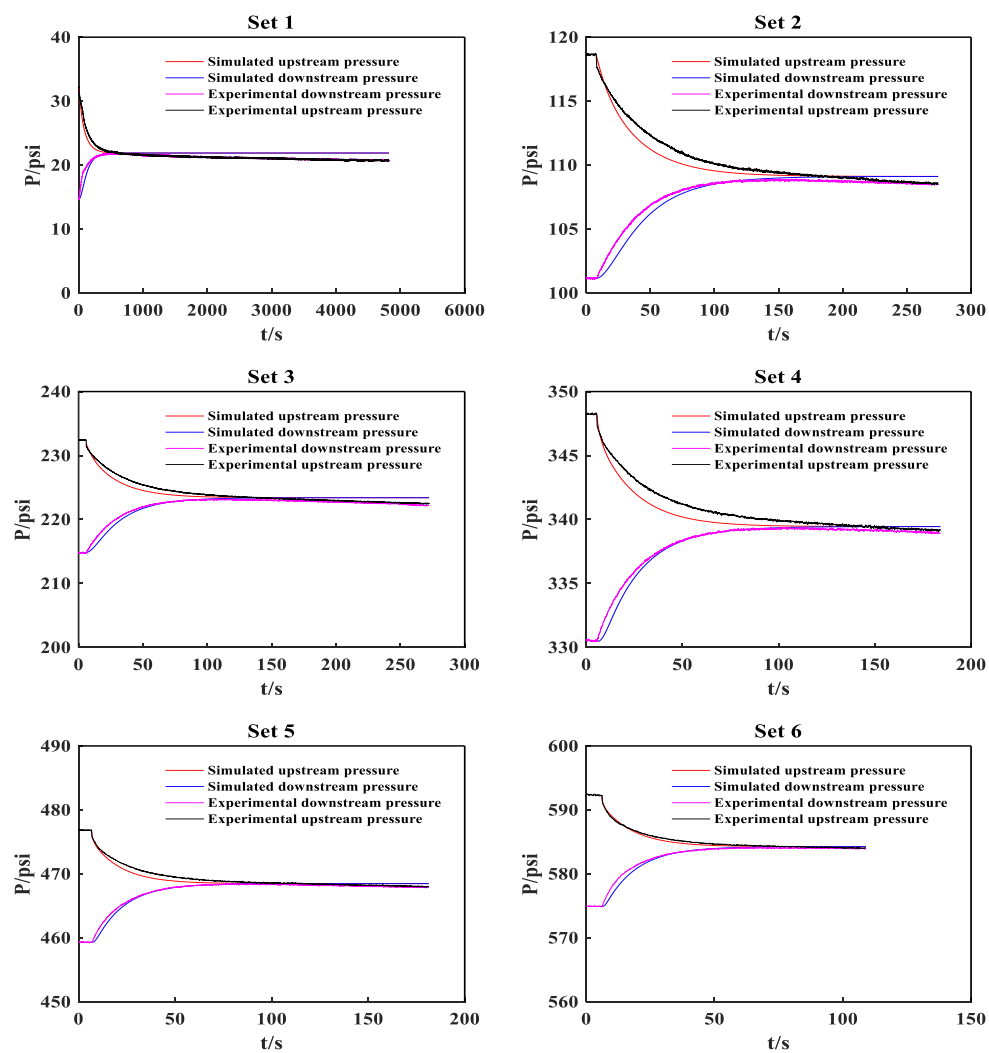 Set 1
40
30
20
10
0
P/psi
Simulated upstream pressure
Simulated downstream pressure
Experimental downstream pressure
Experimental upstream pressure
0 1000 2000 3000 4000 5000 6000
t/s
Set 2
120
115
110
105
100
P/psi
Simulated upstream pressure
Simulated downstream pressure
Experimental downstream pressure
Experimental upstream pressure
0 50 100 150 200 250 300
t/s
Set 3
240
230
220
210
200
P/psi
Simulated upstream pressure
Simulated downstream pressure
Experimental downstream pressure
Experimental upstream pressure
0 50 100 150 200 250 300
t/s
Set 4
350
345
340
335
330
P/psi
Simulated upstream pressure
Simulated downstream pressure
Experimental downstream pressure
Experimental upstream pressure
0 50 100 150 200
t/s
Set 5
490
480
470
460
450
P/psi
Simulated upstream pressure
Simulated downstream pressure
Experimental downstream pressure
Experimental upstream pressure
0 50 100 150 200
t/s
Set 6
600
590
580
570
560
P/psi
Simulated upstream pressure
Simulated downstream pressure
Experimental downstream pressure
Experimental upstream pressure
0 50 100 150
t/s